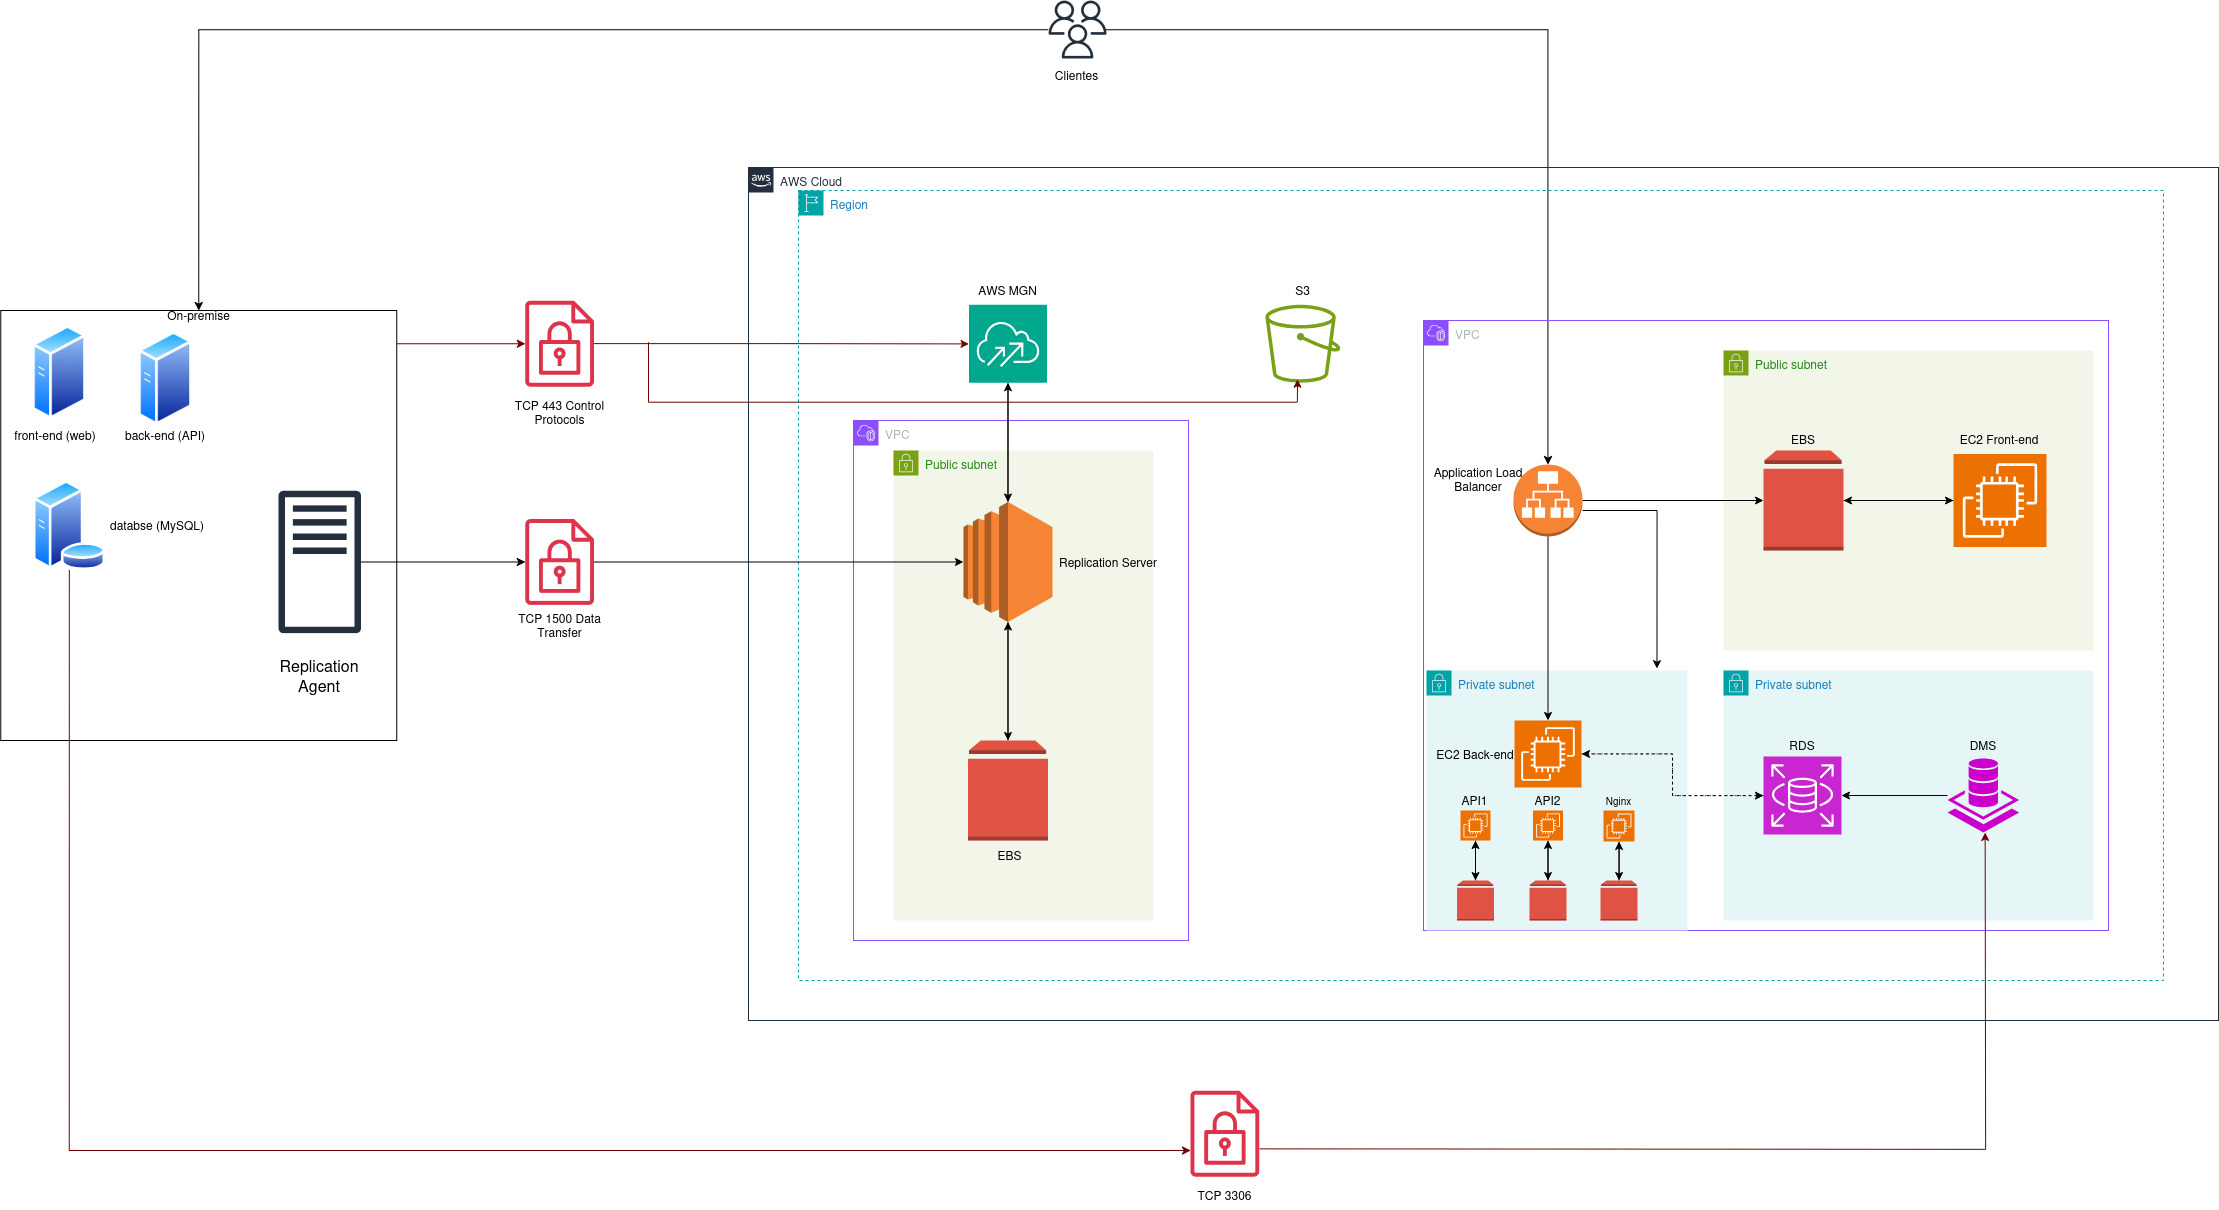 Clientes
aws
AWS Cloud
Region
AWS MGN
S3
On-premise
front-end (web)
back-end (API)
databse (MySQL)
Replication
Agent
TCP 443 Control
Protocols
TCP 1500 Data
Transfer
VPC
Public subnet
Replication Server
EBS
VPC
Public subnet
EBS
EC2 Front-end
Application Load
Balancer
Private subnet
EC2 Back-end
API1
API2
Nginx
Private subnet
RDS
DMS
TCP 3306